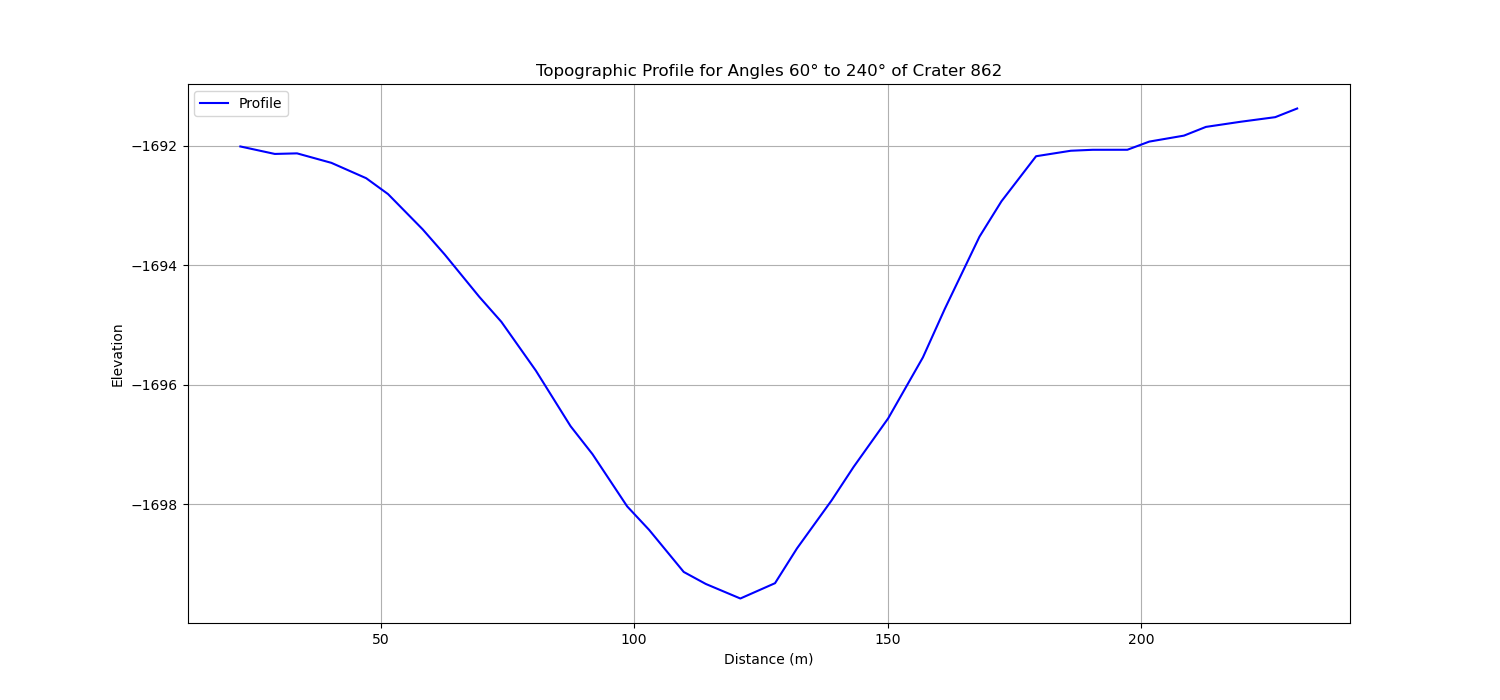 Topographic Profile for Angles 60° to 240° of Crater 862
Profile
−1692
−1694
−1696
−1698
Elevation
50
100
150
200
Distance (m)